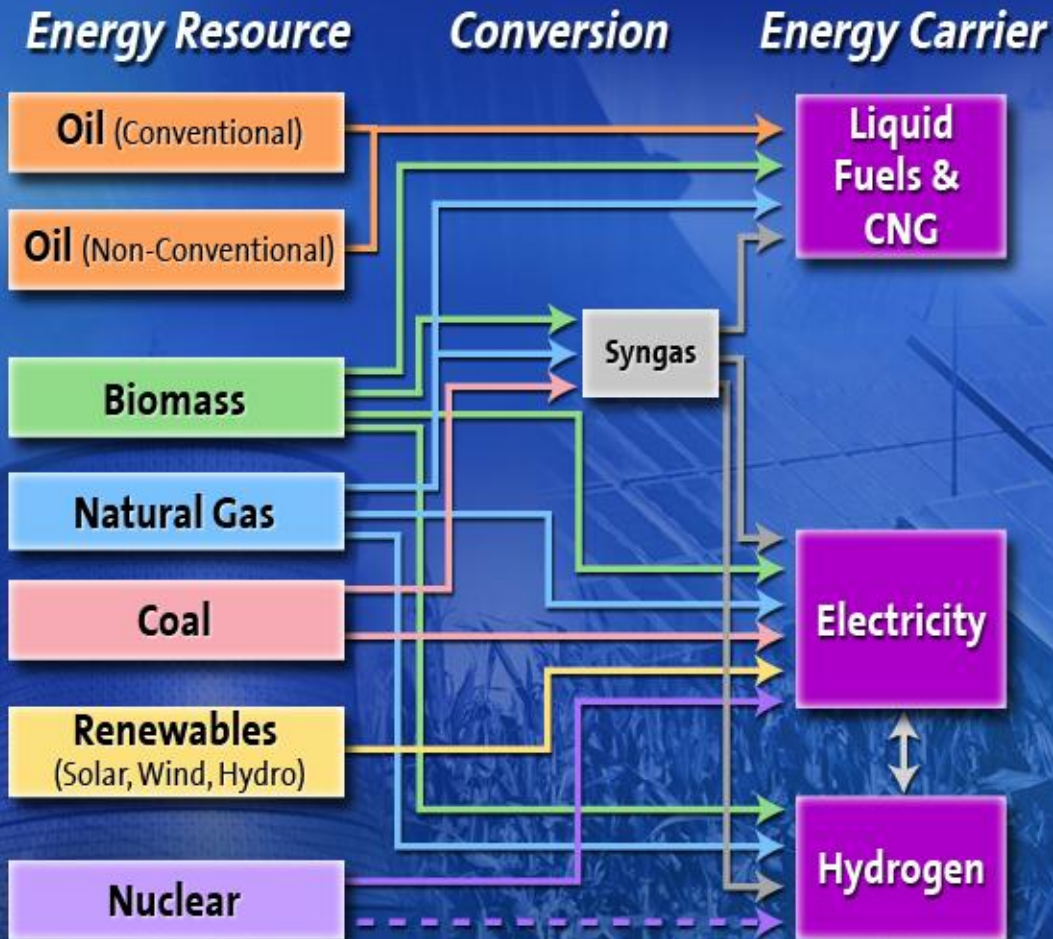 Energy Resource
Conversion
Energy Carrier
Oil (Conventional)
Oil (Non-Conventional)
Biomass
Natural Gas
Coal
Renewables
(Solar, Wind, Hydro)
Nuclear
Syngas
Liquid
Fuels &
CNG
Electricity
Hydrogen